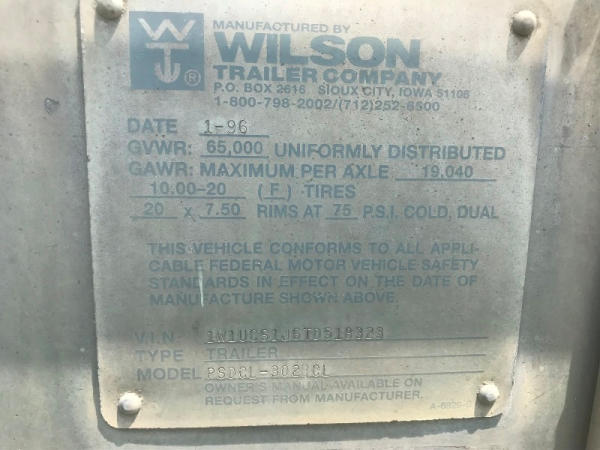 MANUFACTURED BY
WILSON
TRAILER COMPANY
P.O. BOX 2616 SIOUX CITY, IOWA 51106
1-800-798-2002/(712)252-6500
DATE 1-96
GVWR: 65,000 UNIFORMLY DISTRIBUTED
GAWR: MAXIMUM PER AXLE 19,040
10.00-20 (F) TIRES
20 x 7.50 RIMS AT 75 P.S.I. COLD, DUAL
THIS VEHICLE CONFORMS TO ALL APPLI-
CABLE FEDERAL MOTOR VEHICLE SAFETY
STANDARDS IN EFFECT ON THE DATE OF
MANUFACTURE SHOWN ABOVE.
V.I.N.
TYPE TRAILER
MODEL
OWNER'S MANUAL AVAILABLE ON
REQUEST FROM MANUFACTURER.